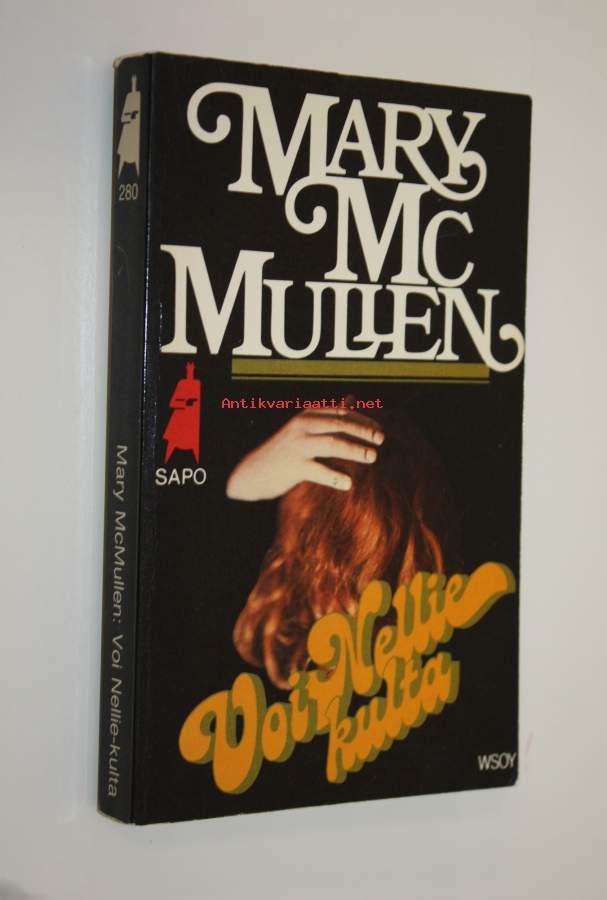 280
Mary McMullen: Voi Nellie-kulta
MARY
MC
MULLEN
Antikvariaatti.net
SAPO
Voi, Nellie
kulta
WSOY